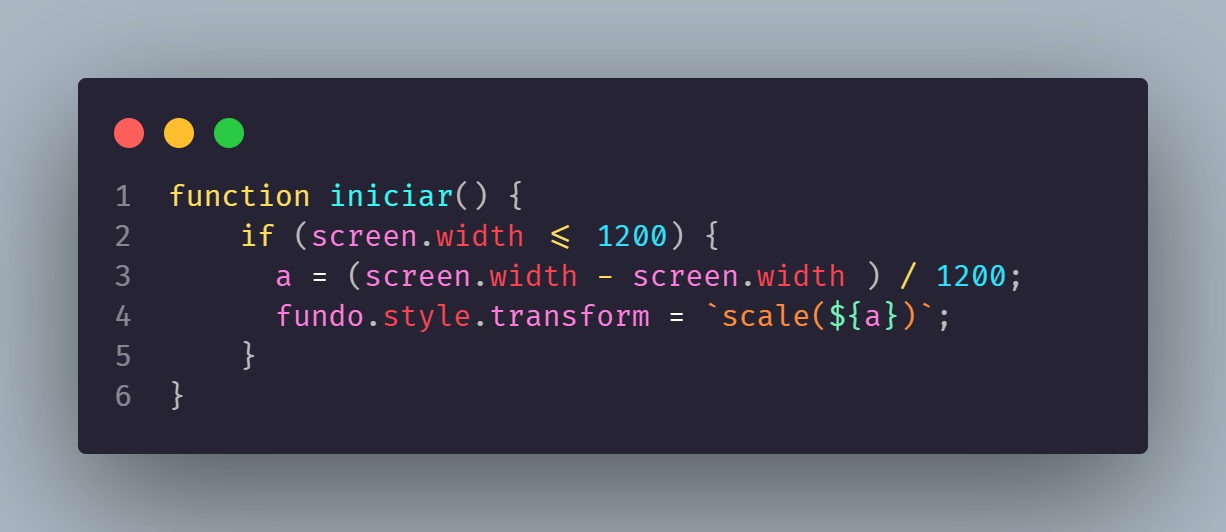 1 function iniciar() {
2 if (screen.width <= 1200) {
3 a = (screen.width - screen.width ) / 1200;
4 fundo.style.transform = `scale(${a})`;
5 }
6 }